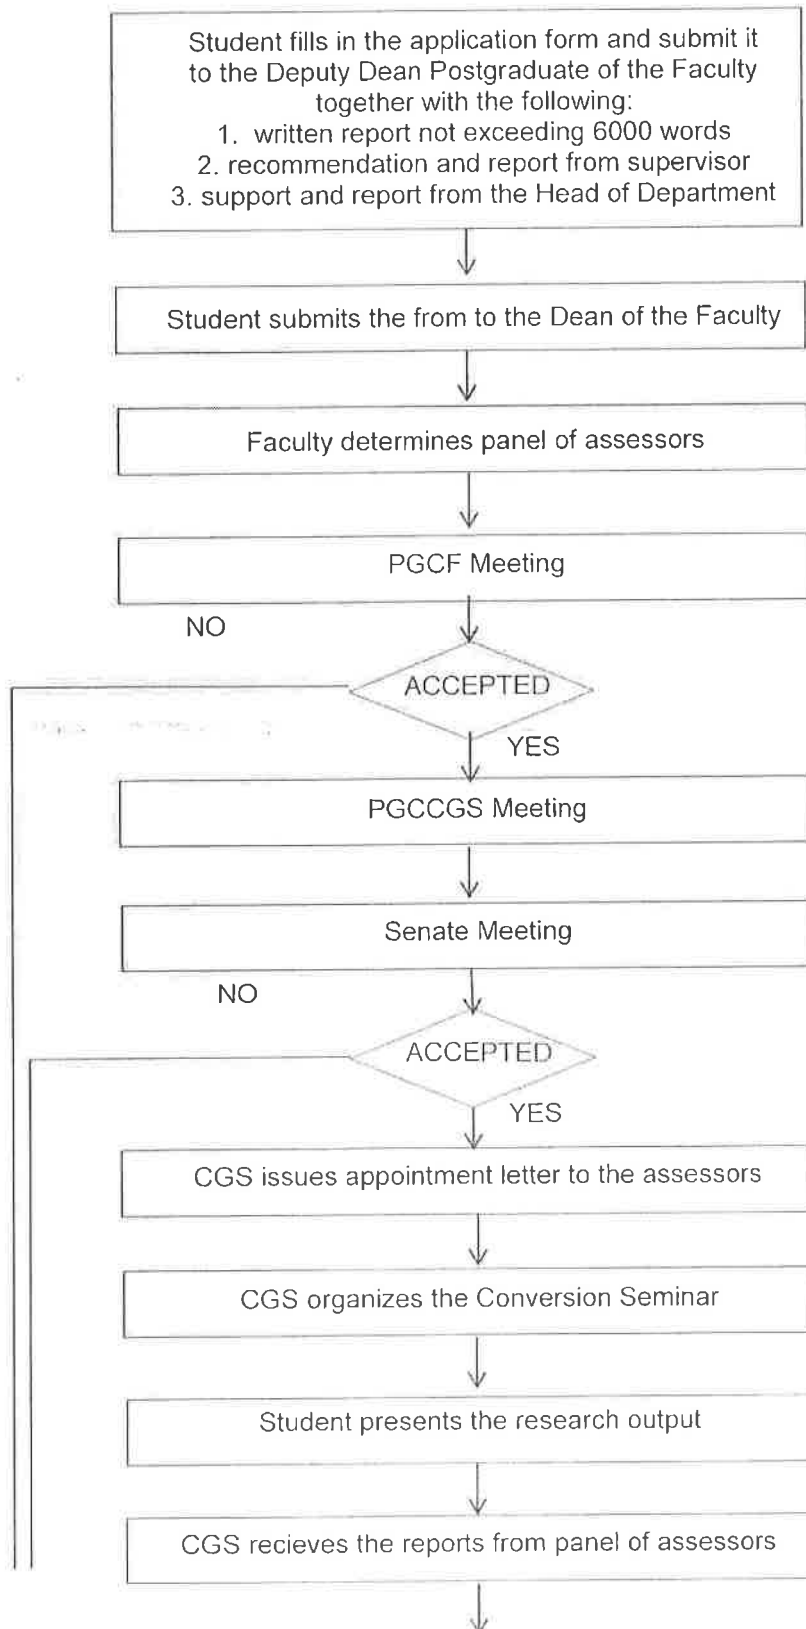 Student fills in the application form and submit it
to the Deputy Dean Postgraduate of the Faculty
together with the following:
1. written report not exceeding 6000 words
2. recommendation and report from supervisor
3. support and report from the Head of Department
Student submits the from to the Dean of the Faculty
Faculty determines panel of assessors
PGCF Meeting
NO
ACCEPTED
YES
PGCCGS Meeting
Senate Meeting
NO
ACCEPTED
YES
CGS issues appointment letter to the assessors
CGS organizes the Conversion Seminar
Student presents the research output
CGS recieves the reports from panel of assessors